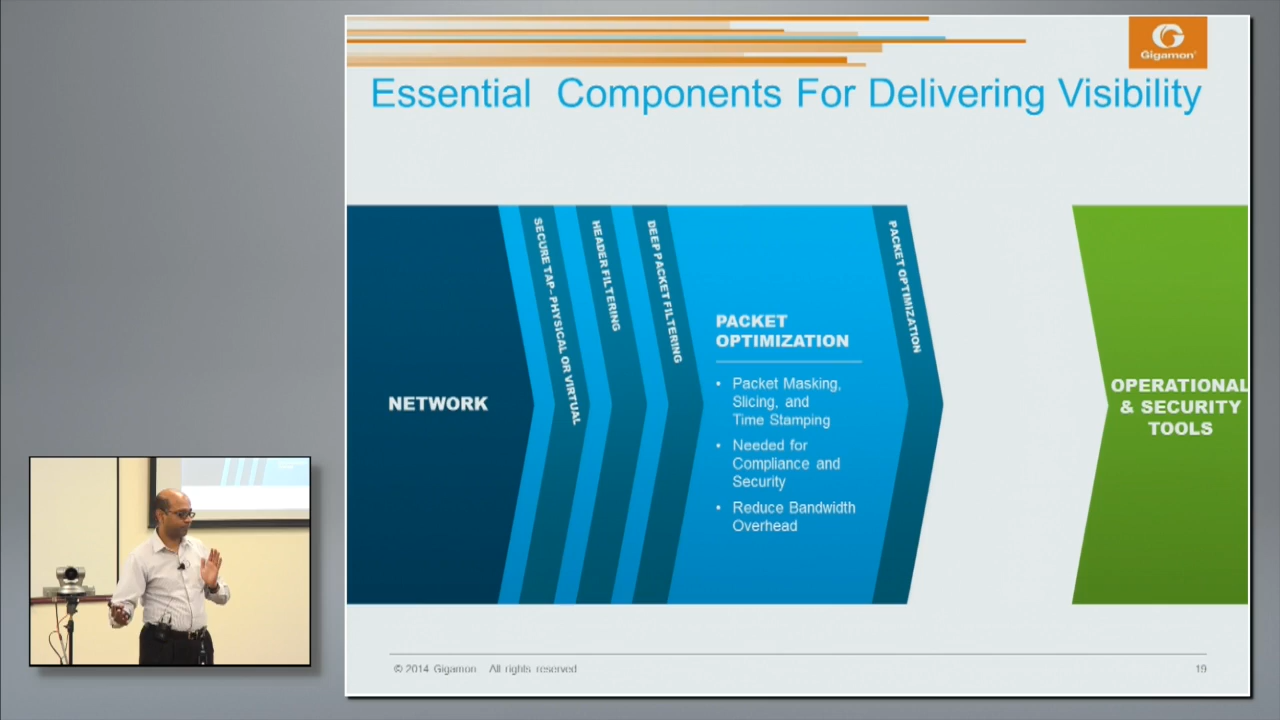 Gigamon®
Essential Components For Delivering Visibility
NETWORK
SECURE TAP - PHYSICAL OR VIRTUAL
HEADER FILTERING
DEEP PACKET FILTERING
PACKET
OPTIMIZATION
• Packet Masking,
Slicing, and
Time Stamping
• Needed for
Compliance and
Security
• Reduce Bandwidth
Overhead
PACKET OPTIMIZATION
OPERATIONAL
& SECURITY
TOOLS
© 2014 Gigamon All rights reserved
19